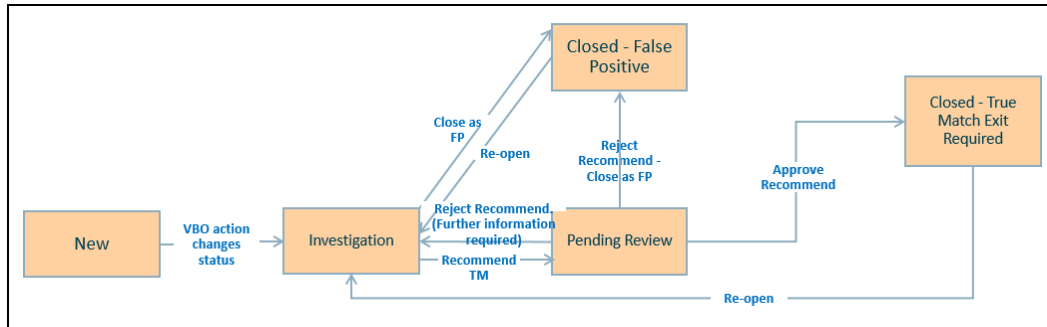 Closed - False
Positive
Closed - True
Match Exit
Required
Close as
FP
Re-open
Reject
Recommend -
Close as FP
Approve
Recommend
New
VBO action
changes
status
Investigation
Reject Recommend.
(Further information
required)
Recommend
TM
Pending Review
Re-open